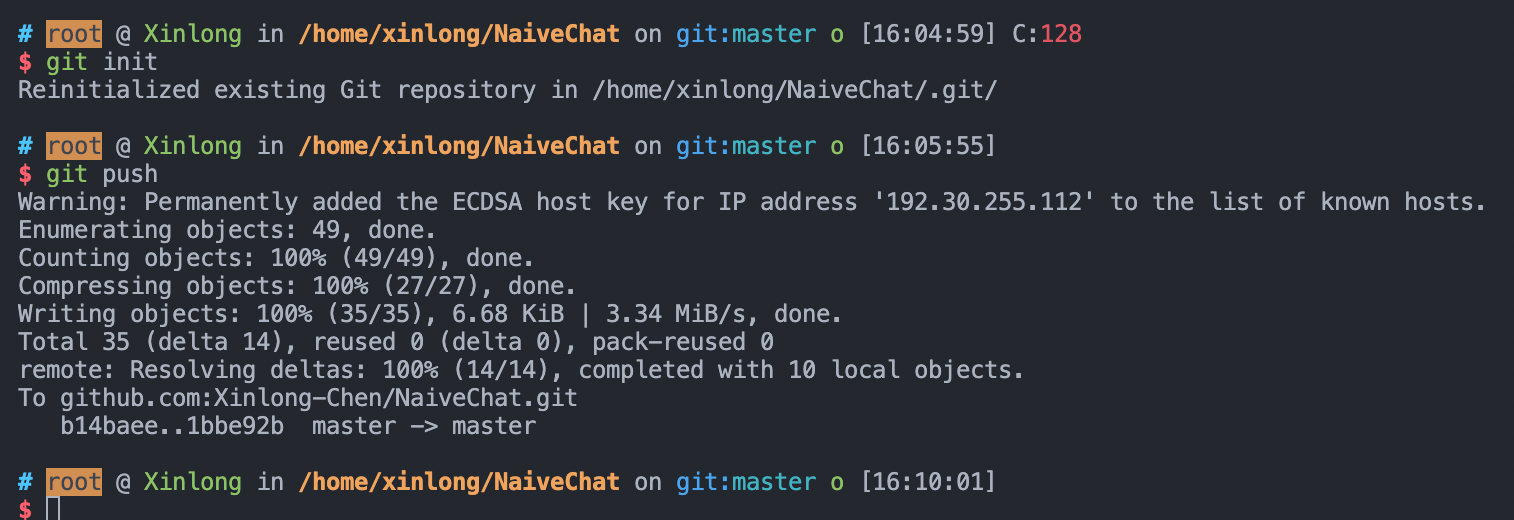 # root @ Xinlong in /home/xinlong/NaiveChat on git:master o [16:04:59] C:128
$ git init
Reinitialized existing Git repository in /home/xinlong/NaiveChat/.git/
# root @ Xinlong in /home/xinlong/NaiveChat on git:master o [16:05:55]
$ git push
Warning: Permanently added the ECDSA host key for IP address '192.30.255.112' to the list of known hosts.
Enumerating objects: 49, done.
Counting objects: 100% (49/49), done.
Compressing objects: 100% (27/27), done.
Writing objects: 100% (35/35), 6.68 KiB | 3.34 MiB/s, done.
Total 35 (delta 14), reused 0 (delta 0), pack-reused 0
remote: Resolving deltas: 100% (14/14), completed with 10 local objects.
To github.com:Xinlong-Chen/NaiveChat.git
   b14baee..1bbe92b  master -> master
# root @ Xinlong in /home/xinlong/NaiveChat on git:master o [16:10:01]
$